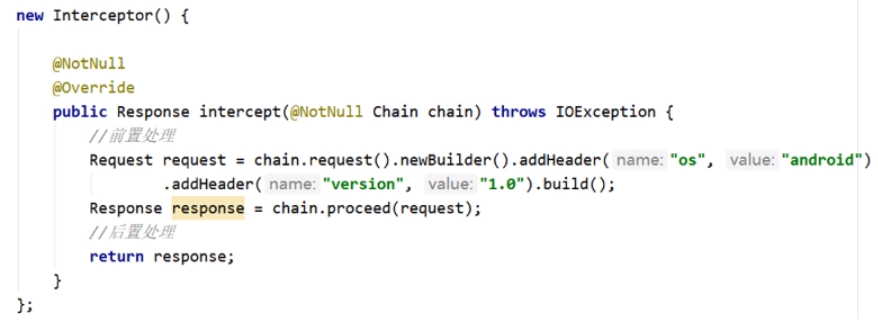 new Interceptor() {
@NotNull
@Override
public Response intercept(@NotNull Chain chain) throws IOException {
//前置处理
Request request = chain.request().newBuilder().addHeader( name: "os", value: "android")
.addHeader( name: "version", value: "1.0").build();
Response response = chain.proceed(request);
//后置处理
return response;
}
};